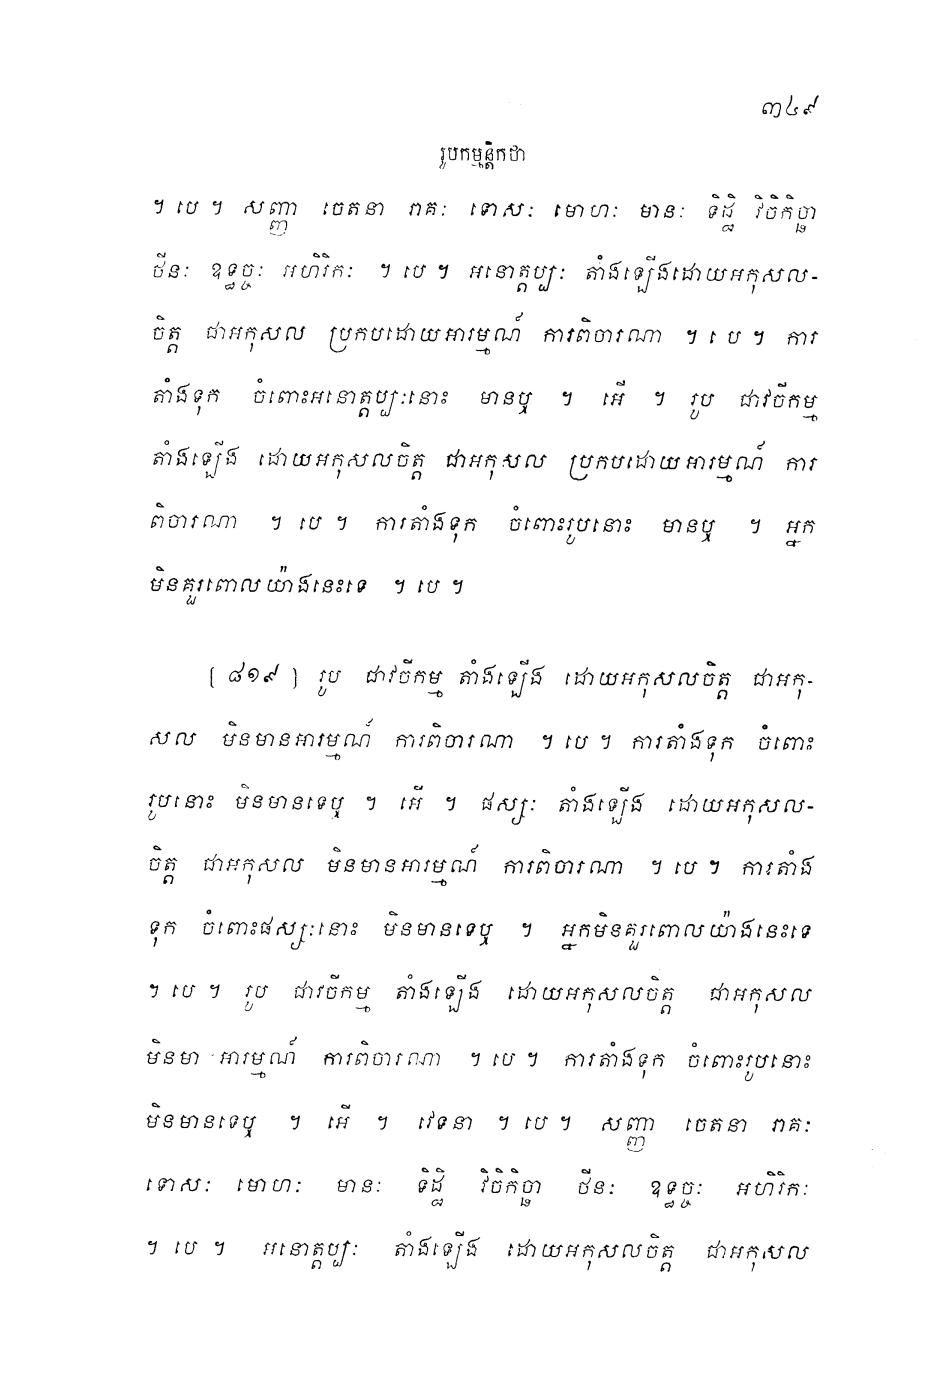 ៣៤៩
រូបកម្មន្តិកថា
។ បេ ។ សញ្ញា ចេតនា រាគៈ ទោសៈ មោហៈ មានៈ ទិដ្ឋិ វិចិកិច្ឆា
ថីនៈ ឧទ្ធច្ចៈ អហិរិកៈ ។ បេ ។ អនោត្តប្បៈ តាំងឡើងដោយអកុសល-
ចិត្ត ជាអកុសល ប្រកបដោយអារម្មណ៍ ការពិចារណា ។ បេ ។ ការ
តាំងទុក ចំពោះអនោត្តប្បៈនោះ មានឬ ។ អើ ។ រូប ជាវចីកម្ម
តាំងឡើង ដោយអកុសលចិត្ត ជាអកុសល ប្រកបដោយអារម្មណ៍ ការ
ពិចារណា ។ បេ ។ ការតាំងទុក ចំពោះរូបនោះ មានឬ ។ អ្នក
មិនគួរពោលយ៉ាងនេះទេ ។ បេ ។
[ ៨១៩ ] រូប ជាវចីកម្ម តាំងឡើង ដោយអកុសលចិត្ត ជាអកុ-
សល មិនមានអារម្មណ៍ ការពិចារណា ។ បេ ។ ការតាំងទុក ចំពោះ
រូបនោះ មិនមានទេឬ ។ អើ ។ ផស្សៈ តាំងឡើង ដោយអកុសល-
ចិត្ត ជាអកុសល មិនមានអារម្មណ៍ ការពិចារណា ។ បេ ។ ការតាំង
ទុក ចំពោះផស្សៈនោះ មិនមានទេឬ ។ អ្នកមិនគួរពោលយ៉ាងនេះទេ
។ បេ ។ រូប ជាវចីកម្ម តាំងឡើង ដោយអកុសលចិត្ត ជាអកុសល
មិនមា អារម្មណ៍ ការពិចារណា ។ បេ ។ ការតាំងទុក ចំពោះរូបនោះ
មិនមានទេឬ ។ អើ ។ វេទនា ។ បេ ។ សញ្ញា ចេតនា រាគៈ
ទោសៈ មោហៈ មានៈ ទិដ្ឋិ វិចិកិច្ឆា ថីនៈ ឧទ្ធច្ចៈ អហិរិកៈ
។ បេ ។ អនោត្តប្បៈ តាំងឡើង ដោយអកុសលចិត្ត ជាអកុសល